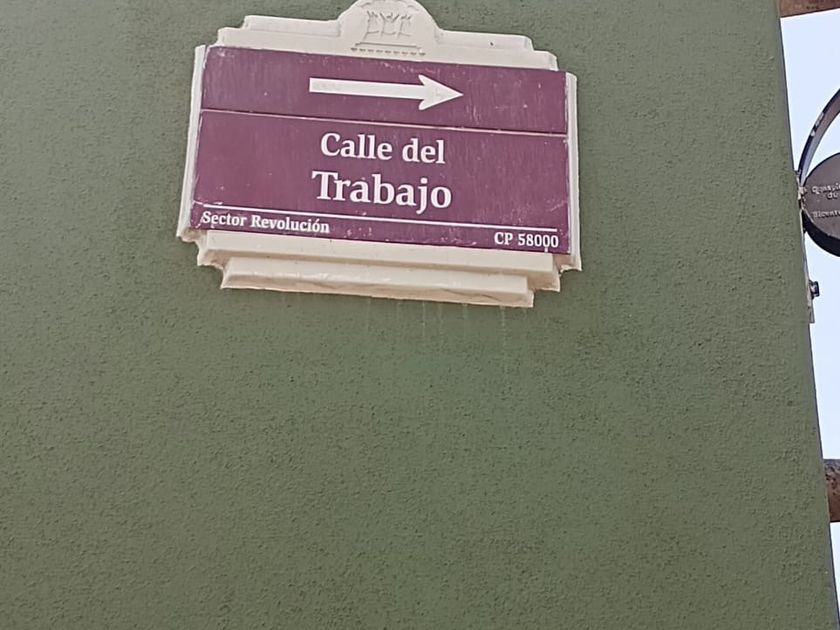 Calle del
Trabajo
Sector Revolución
CP 58000